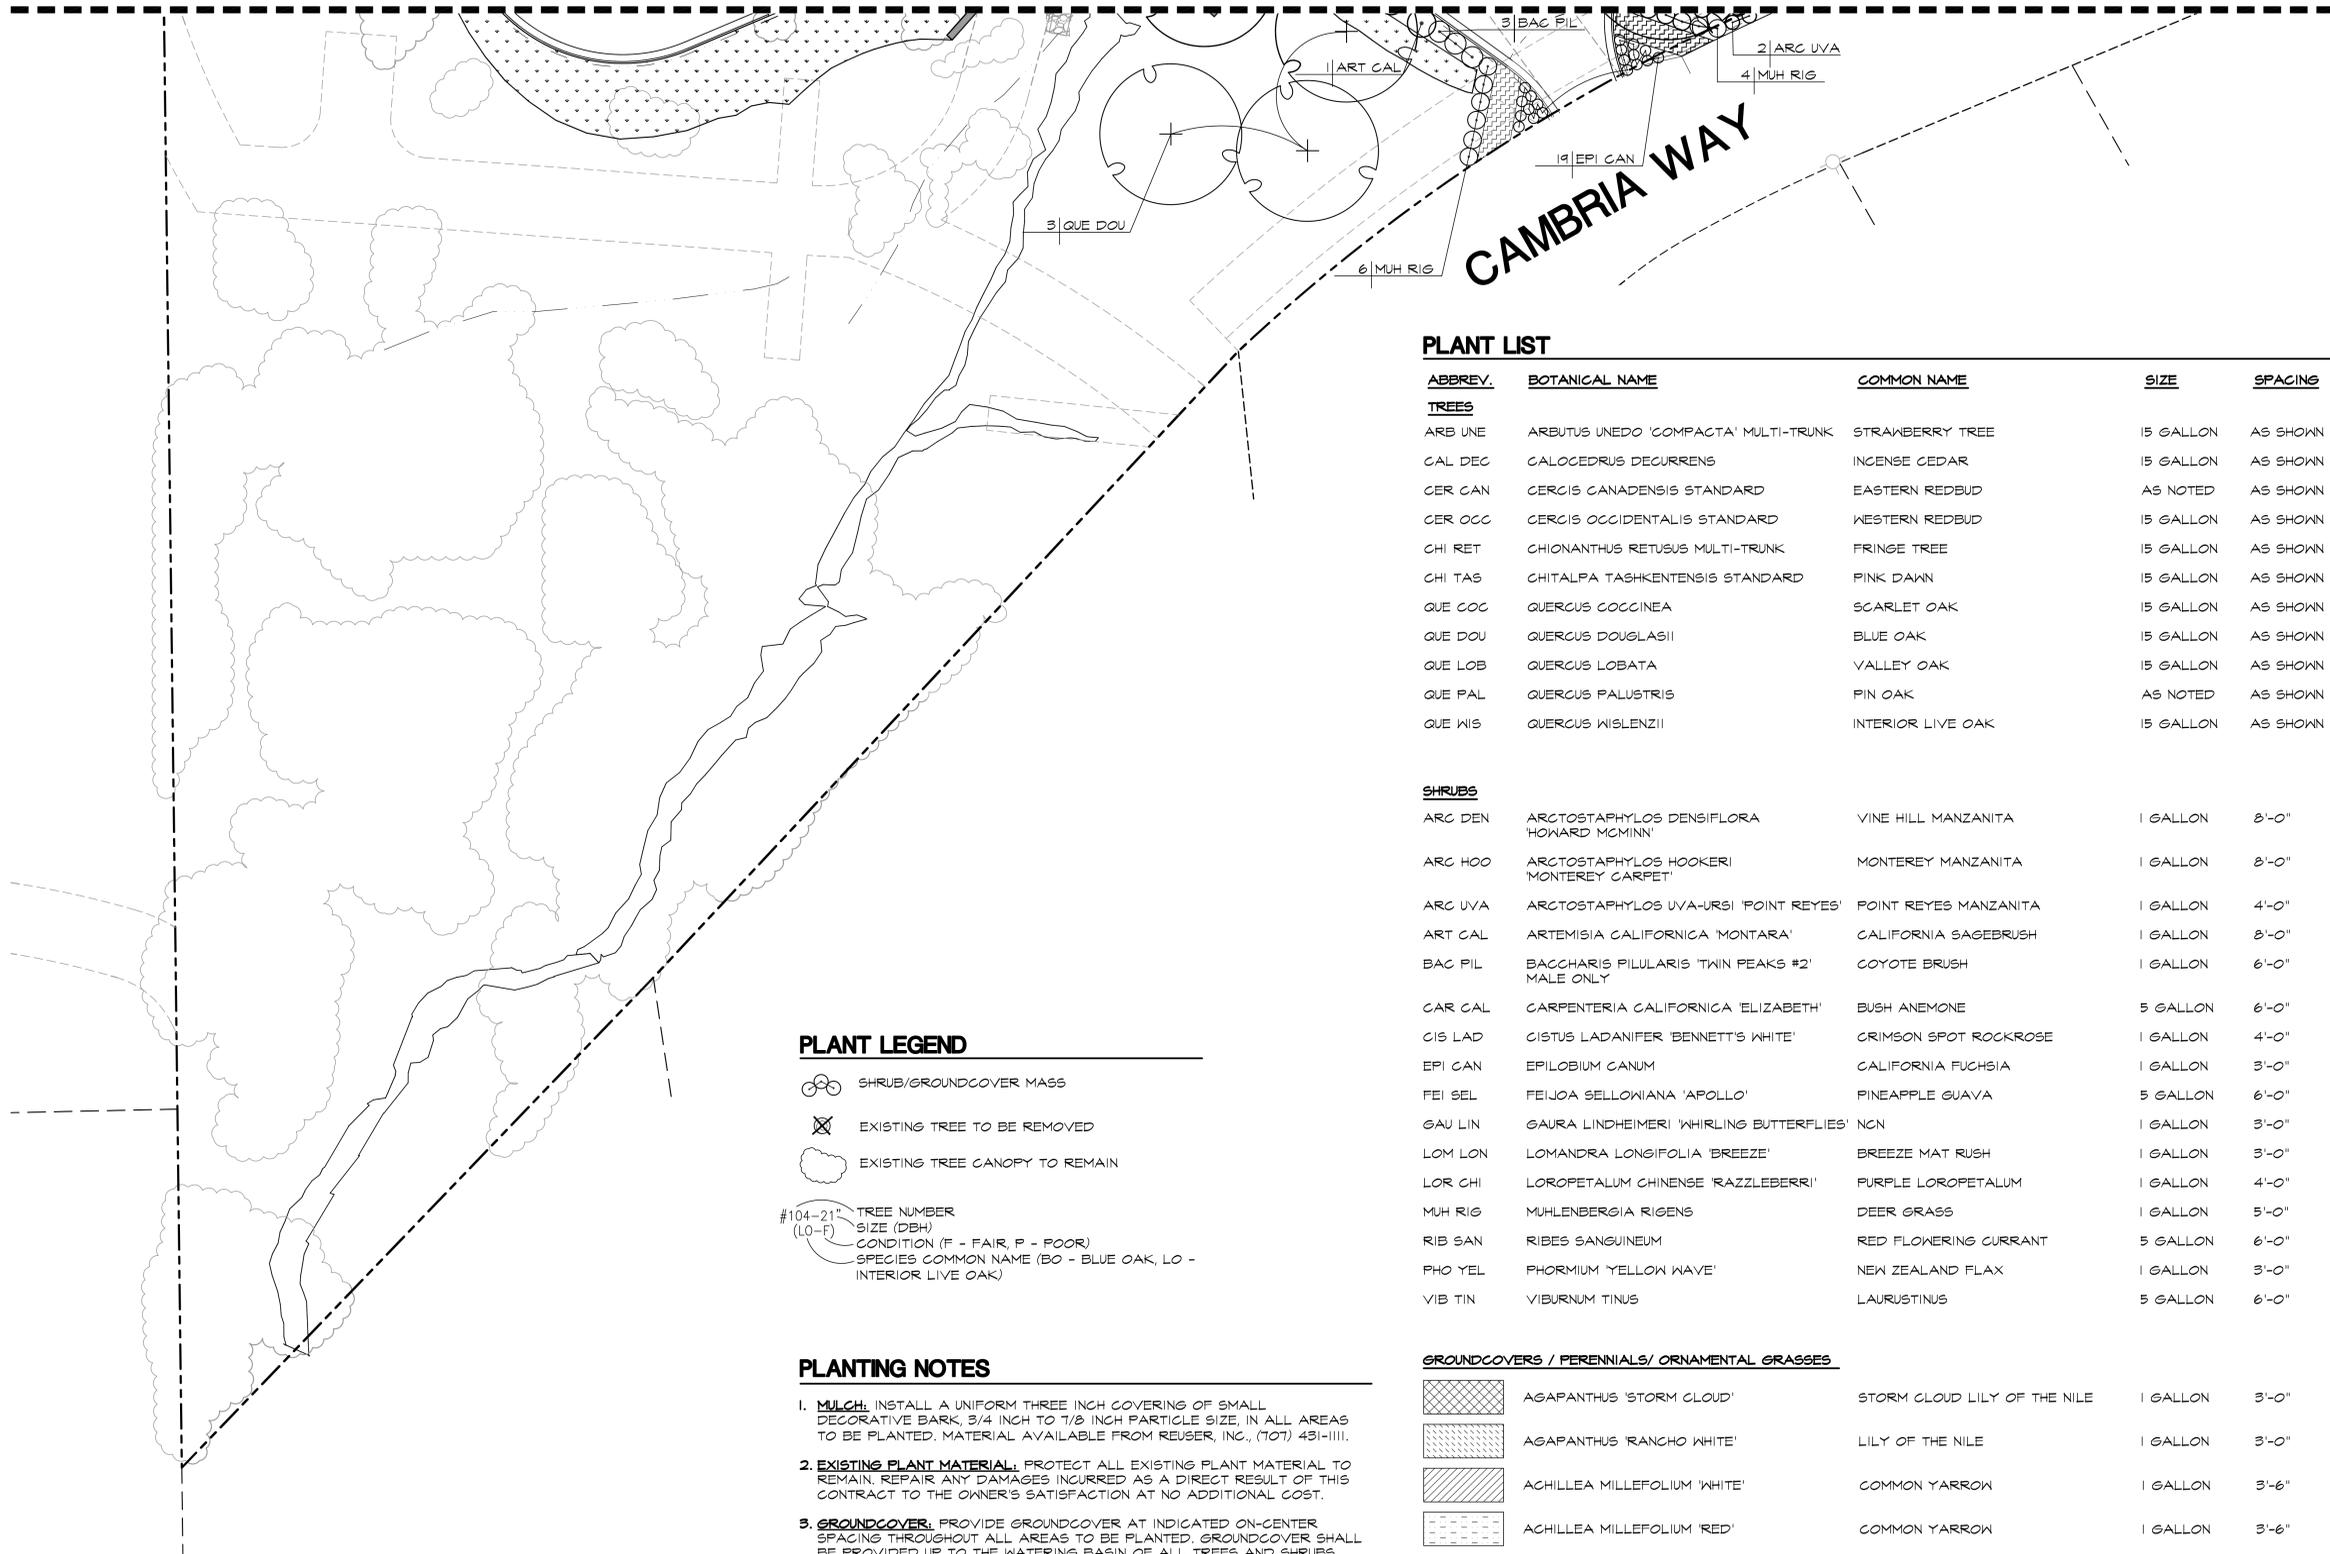 3 BAC PIL
2 ARC UVA
1 ART CAL
4 MUH RIG
19 EPI CAN
3 QUE DOU
6 MUH RIG
CAMBRIA WAY
PLANT LIST
ABBREV. BOTANICAL NAME COMMON NAME SIZE SPACING
TREES
ARB UNE ARBUTUS UNEDO 'COMPACTA' MULTI-TRUNK STRAWBERRY TREE 15 GALLON AS SHOWN
CAL DEC CALOCEDRUS DECURRENS INCENSE CEDAR 15 GALLON AS SHOWN
CER CAN CERCIS CANADENSIS STANDARD EASTERN REDBUD AS NOTED AS SHOWN
CER OCC CERCIS OCCIDENTALIS STANDARD WESTERN REDBUD 15 GALLON AS SHOWN
CHI RET CHIONANTHUS RETUSUS MULTI-TRUNK FRINGE TREE 15 GALLON AS SHOWN
CHI TAS CHITALPA TASHKENTENSIS STANDARD PINK DAWN 15 GALLON AS SHOWN
QUE COC QUERCUS COCCINEA SCARLET OAK 15 GALLON AS SHOWN
QUE DOU QUERCUS DOUGLASII BLUE OAK 15 GALLON AS SHOWN
QUE LOB QUERCUS LOBATA VALLEY OAK 15 GALLON AS SHOWN
QUE PAL QUERCUS PALUSTRIS PIN OAK AS NOTED AS SHOWN
QUE WIS QUERCUS WISLENZII INTERIOR LIVE OAK 15 GALLON AS SHOWN
SHRUBS
ARC DEN ARCTOSTAPHYLOS DENSIFLORA VINE HILL MANZANITA 1 GALLON 8'-0"
'HOWARD MCMINN'
ARC HOO ARCTOSTAPHYLOS HOOKERI MONTEREY MANZANITA 1 GALLON 8'-0"
'MONTEREY CARPET'
ARC UVA ARCTOSTAPHYLOS UVA-URSI 'POINT REYES' POINT REYES MANZANITA 1 GALLON 4'-0"
ART CAL ARTEMISIA CALIFORNICA 'MONTARA' CALIFORNIA SAGEBRUSH 1 GALLON 8'-0"
BAC PIL BACCHARIS PILULARIS 'TWIN PEAKS #2' COYOTE BRUSH 1 GALLON 6'-0"
MALE ONLY
CAR CAL CARPENTERIA CALIFORNICA 'ELIZABETH' BUSH ANEMONE 5 GALLON 6'-0"
CIS LAD CISTUS LADANIFER 'BENNETT'S WHITE' CRIMSON SPOT ROCKROSE 1 GALLON 4'-0"
EPI CAN EPILOBIUM CANUM CALIFORNIA FUCHSIA 1 GALLON 3'-0"
FEI SEL FEIJOA SELLOWIANA 'APOLLO' PINEAPPLE GUAVA 5 GALLON 6'-0"
GAU LIN GAURA LINDHEIMERI 'WHIRLING BUTTERFLIES' NCN 1 GALLON 3'-0"
LOM LON LOMANDRA LONGIFOLIA 'BREEZE' BREEZE MAT RUSH 1 GALLON 3'-0"
LOR CHI LOROPETALUM CHINENSE 'RAZZLEBERRI' PURPLE LOROPETALUM 1 GALLON 4'-0"
MUH RIG MUHLENBERGIA RIGENS DEER GRASS 1 GALLON 5'-0"
RIB SAN RIBES SANGUINEUM RED FLOWERING CURRANT 5 GALLON 6'-0"
PHO YEL PHORMIUM 'YELLOW WAVE' NEW ZEALAND FLAX 1 GALLON 3'-0"
VIB TIN VIBURNUM TINUS LAURUSTINUS 5 GALLON 6'-0"
GROUNDCOVERS / PERENNIALS/ ORNAMENTAL GRASSES
AGAPANTHUS 'STORM CLOUD' STORM CLOUD LILY OF THE NILE 1 GALLON 3'-0"
AGAPANTHUS 'RANCHO WHITE' LILY OF THE NILE 1 GALLON 3'-0"
ACHILLEA MILLEFOLIUM 'WHITE' COMMON YARROW 1 GALLON 3'-6"
ACHILLEA MILLEFOLIUM 'RED' COMMON YARROW 1 GALLON 3'-6"
PLANT LEGEND
SHRUB/GROUNDCOVER MASS
EXISTING TREE TO BE REMOVED
EXISTING TREE CANOPY TO REMAIN
#104-21"
(LO-F)
TREE NUMBER
SIZE (DBH)
CONDITION (F - FAIR, P - POOR)
SPECIES COMMON NAME (BO - BLUE OAK, LO -
INTERIOR LIVE OAK)
PLANTING NOTES
1. MULCH: INSTALL A UNIFORM THREE INCH COVERING OF SMALL
DECORATIVE BARK, 3/4 INCH TO 7/8 INCH PARTICLE SIZE, IN ALL AREAS
TO BE PLANTED. MATERIAL AVAILABLE FROM REUSER, INC., (707) 431-1111.
2. EXISTING PLANT MATERIAL: PROTECT ALL EXISTING PLANT MATERIAL TO
REMAIN. REPAIR ANY DAMAGES INCURRED AS A DIRECT RESULT OF THIS
CONTRACT TO THE OWNER'S SATISFACTION AT NO ADDITIONAL COST.
3. GROUNDCOVER: PROVIDE GROUNDCOVER AT INDICATED ON-CENTER
SPACING THROUGHOUT ALL AREAS TO BE PLANTED. GROUNDCOVER SHALL
BE PROVIDED UP TO THE WATERING BASIN OF ALL TREES AND SHRUBS